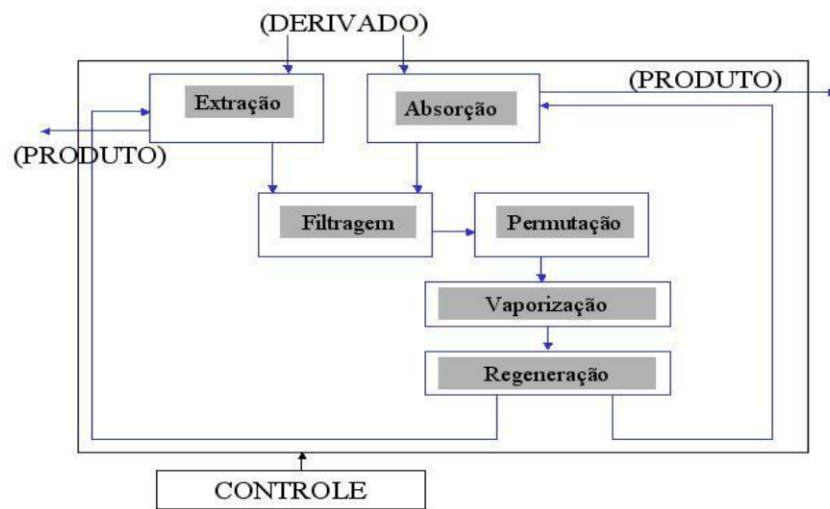 (DERIVADO)
Extração
Absorção
(PRODUTO)
(PRODUTO)
Filtragem
Permutação
Vaporização
Regeneração
CONTROLE